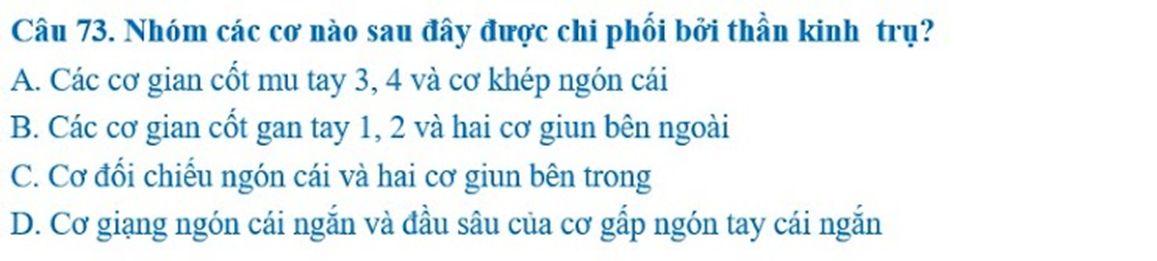 Câu 73. Nhóm các cơ nào sau đây được chi phối bởi thần kinh trụ?
A. Các cơ gian cốt mu tay 3, 4 và cơ khép ngón cái
B. Các cơ gian cốt gan tay 1, 2 và hai cơ giun bên ngoài
C. Cơ đối chiếu ngón cái và hai cơ giun bên trong
D. Cơ giạng ngón cái ngắn và đầu sâu của cơ gấp ngón tay cái ngắn